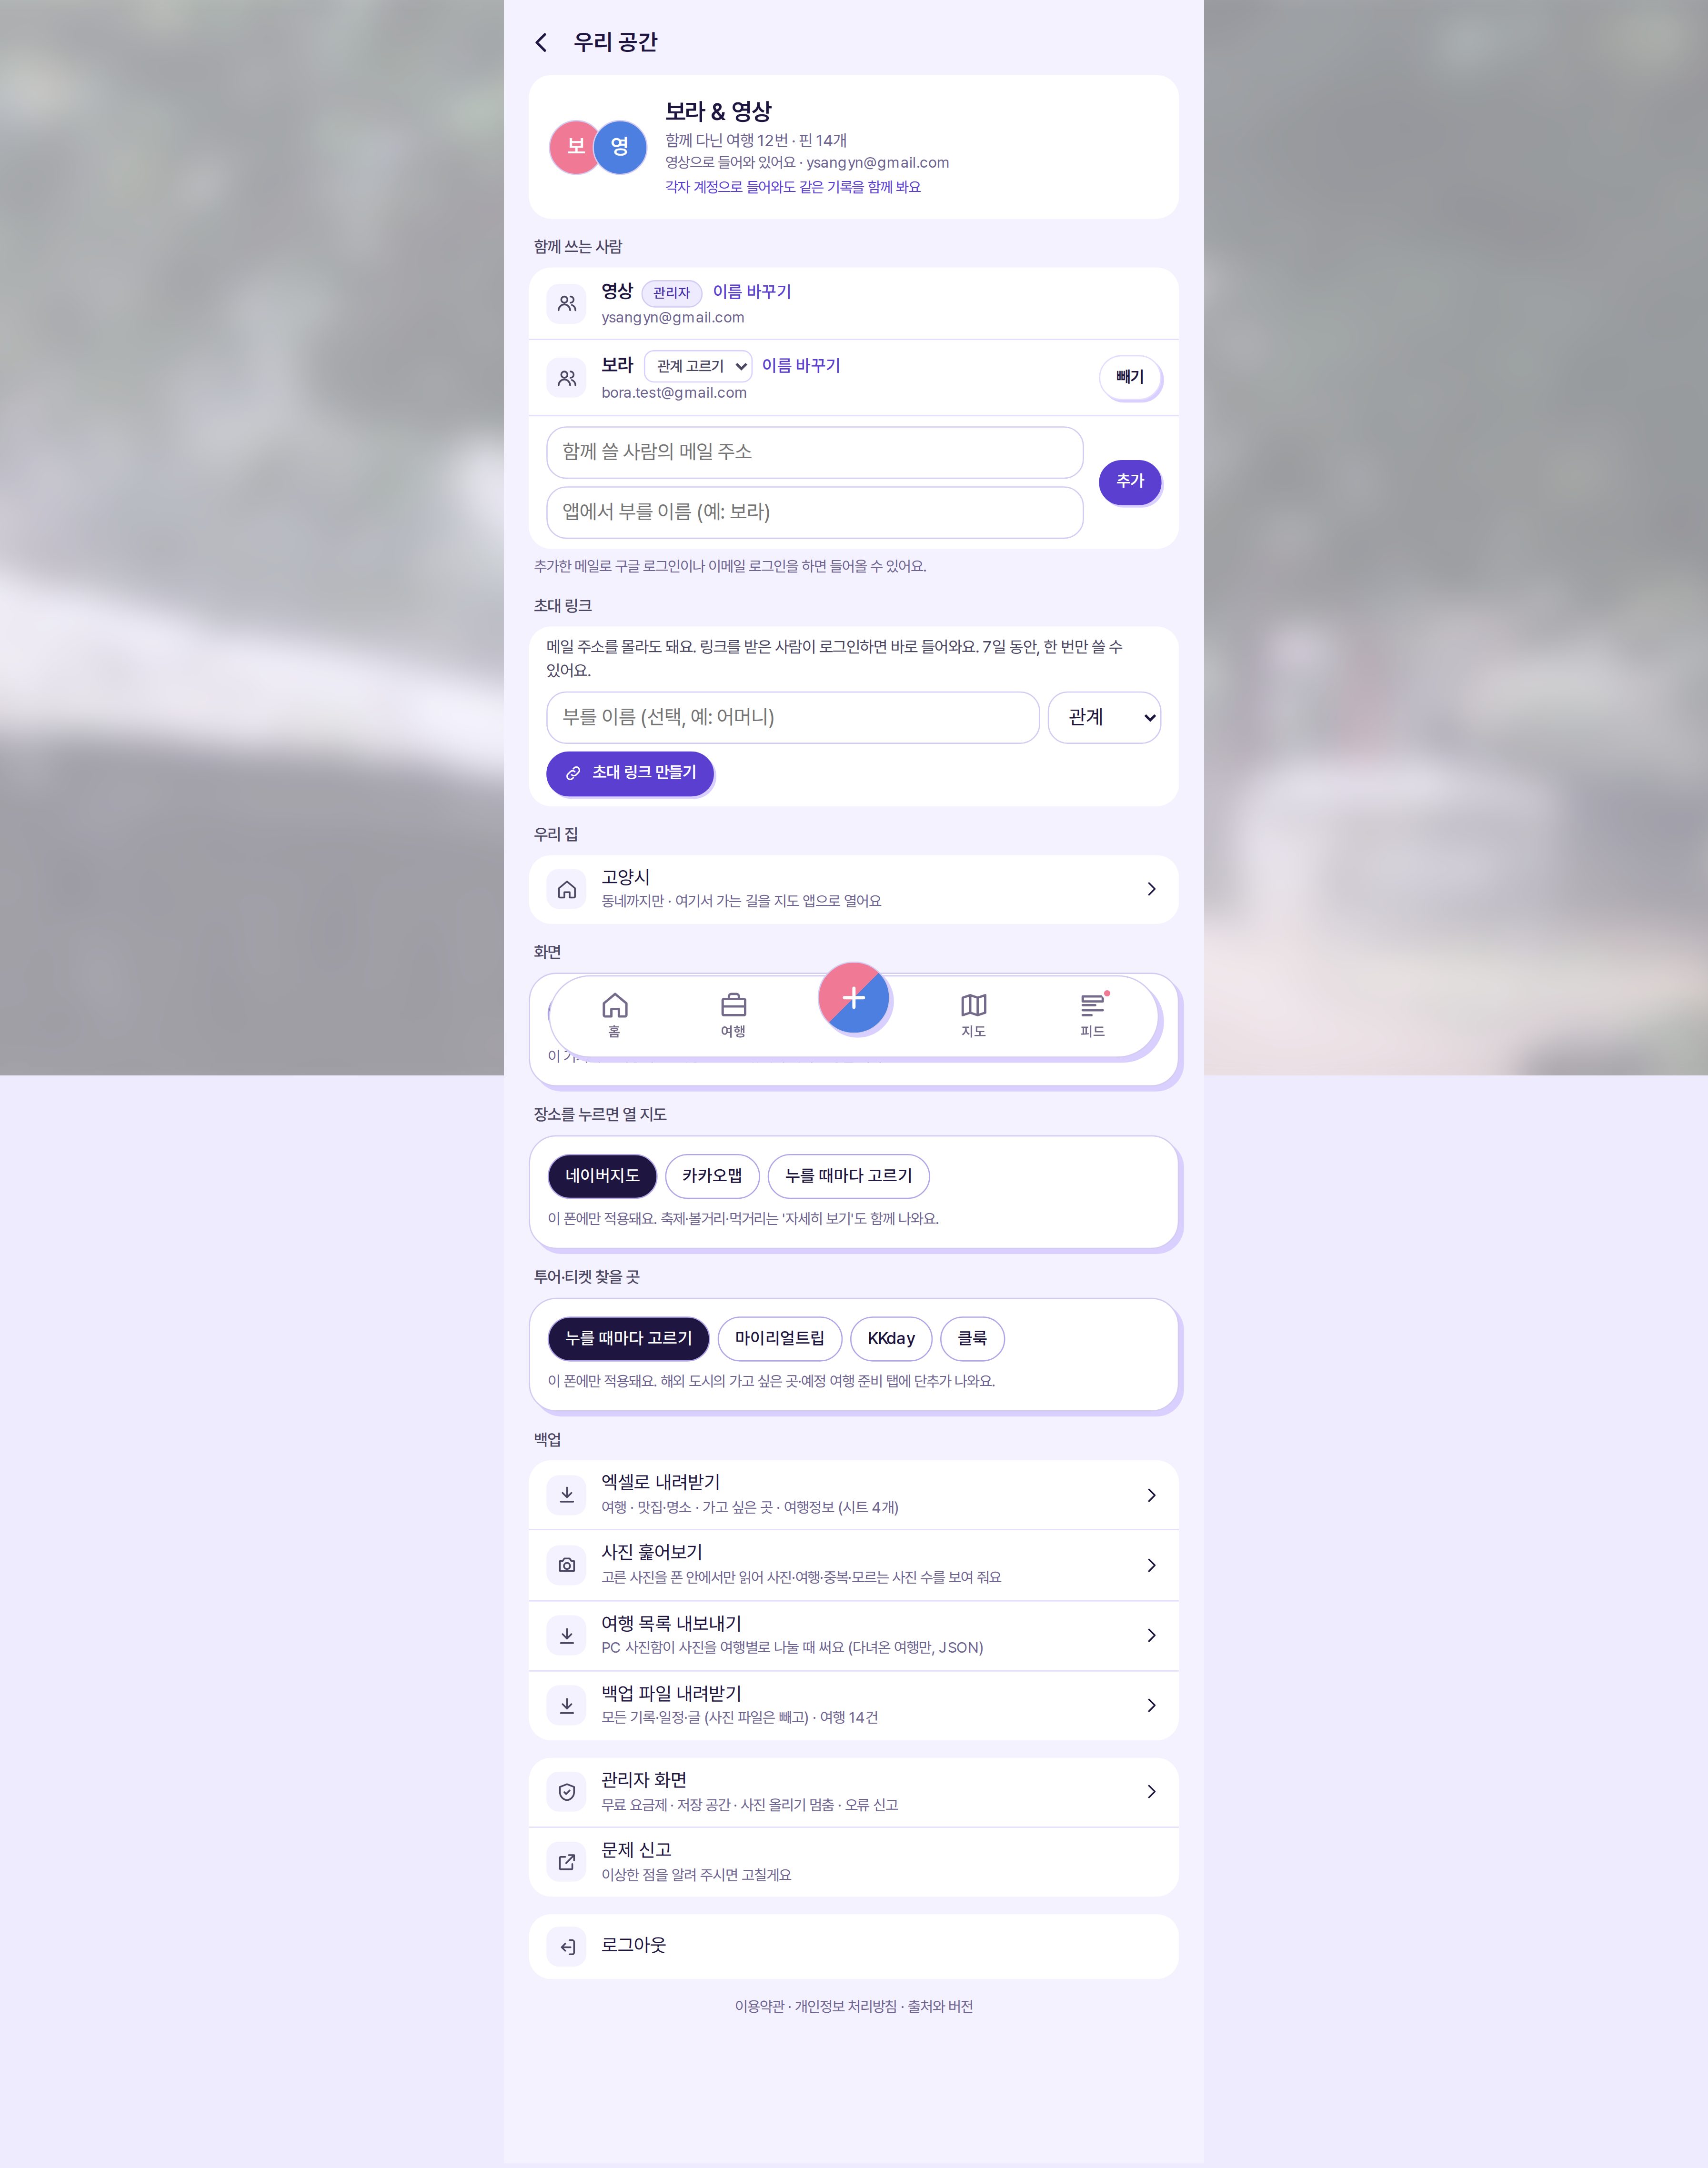 우리 공간
보
영
보라 & 영상
함께 다닌 여행 12번 · 핀 14개
영상으로 들어와 있어요 · ysangyn@gmail.com
각자 계정으로 들어와도 같은 기록을 함께 봐요
함께 쓰는 사람
영상 관리자 이름 바꾸기
ysangyn@gmail.com
보라 관계 고르기 이름 바꾸기
bora.test@gmail.com
빼기
함께 쓸 사람의 메일 주소
앱에서 부를 이름 (예: 보라)
추가
추가한 메일로 구글 로그인이나 이메일 로그인을 하면 들어올 수 있어요.
초대 링크
메일 주소를 몰라도 돼요. 링크를 받은 사람이 로그인하면 바로 들어와요. 7일 동안, 한 번만 쓸 수
있어요.
부를 이름 (선택, 예: 어머니)
관계
초대 링크 만들기
우리 집
고양시
동네까지만 · 여기서 가는 길을 지도 앱으로 열어요
화면
홈
여행
지도
피드
이
장소를 누르면 열 지도
네이버지도 카카오맵 누를 때마다 고르기
이 폰에만 적용돼요. 축제·볼거리·먹거리는 '자세히 보기'도 함께 나와요.
투어·티켓 찾을 곳
누를 때마다 고르기 마이리얼트립 KKday 클룩
이 폰에만 적용돼요. 해외 도시의 가고 싶은 곳·예정 여행 준비 탭에 단추가 나와요.
백업
엑셀로 내려받기
여행 · 맛집·명소 · 가고 싶은 곳 · 여행정보 (시트 4개)
사진 훑어보기
고른 사진을 폰 안에서만 읽어 사진·여행·중복·모르는 사진 수를 보여 줘요
여행 목록 내보내기
PC 사진함이 사진을 여행별로 나눌 때 써요 (다녀온 여행만, JSON)
백업 파일 내려받기
모든 기록·일정·글 (사진 파일은 빼고) · 여행 14건
관리자 화면
무료 요금제 · 저장 공간 · 사진 올리기 멈춤 · 오류 신고
문제 신고
이상한 점을 알려 주시면 고칠게요
로그아웃
이용약관 · 개인정보 처리방침 · 출처와 버전